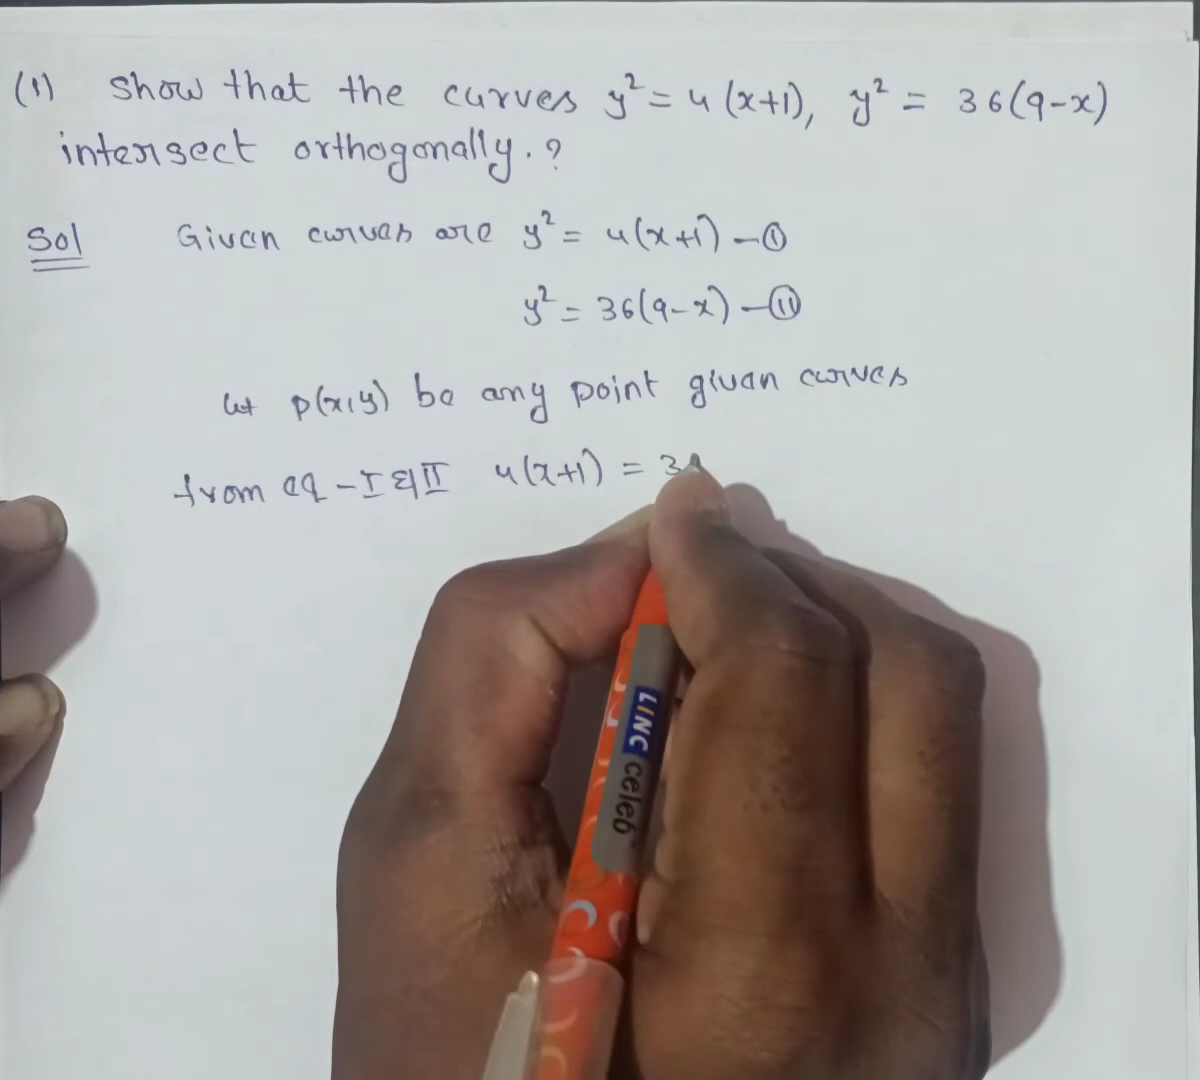 (1) show that the curves y² = 4(x+1), y² = 36(9-x)
intersect orthogonally.?
Sol Given curves are y² = 4(x+1) - ①
y² = 36(9-x) - ⑪
let p(x,y) be any point given curves
from eq - I & II 4(x+1) = 3
LINC celeb